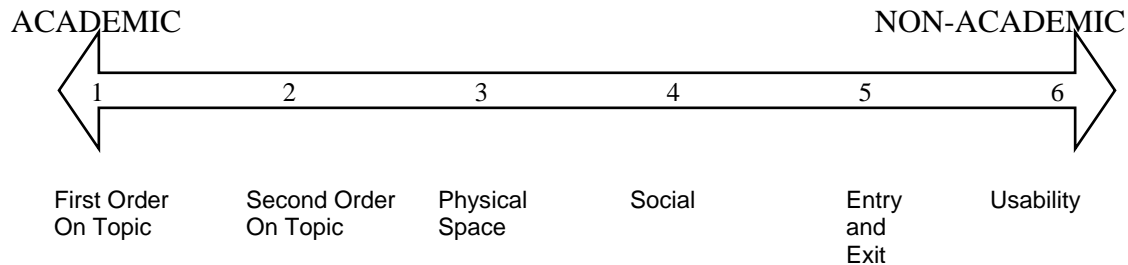 ACADEMIC NON-ACADEMIC
1 2 3 4 5 6
First Order Second Order Physical Social Entry Usability
On Topic On Topic Space and
Exit